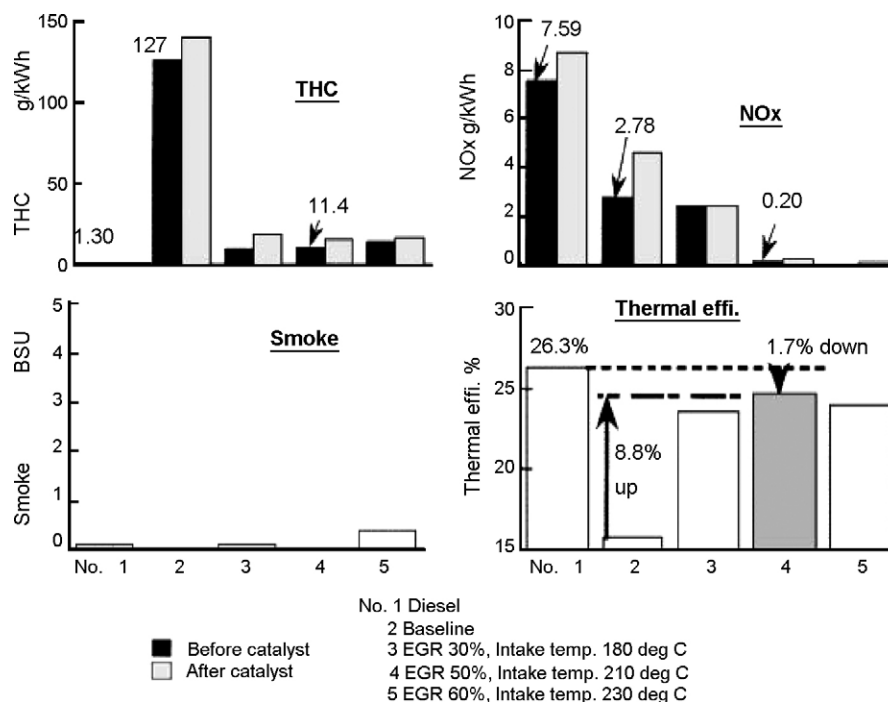 g/kWh
THC
150
100
50
0
127
1.30
11.4
THC
NOx g/kWh
10
8
6
4
2
0
7.59
2.78
0.20
NOx
BSU
Smoke
5
4
3
2
1
0
Smoke
No. 1 2 3 4 5
Thermal effi. %
30
25
20
15
Thermal effi.
26.3%
1.7% down
8.8%
up
No. 1 2 3 4 5
Before catalyst
After catalyst
No. 1 Diesel
2 Baseline
3 EGR 30%, Intake temp. 180 deg C
4 EGR 50%, Intake temp. 210 deg C
5 EGR 60%, Intake temp. 230 deg C